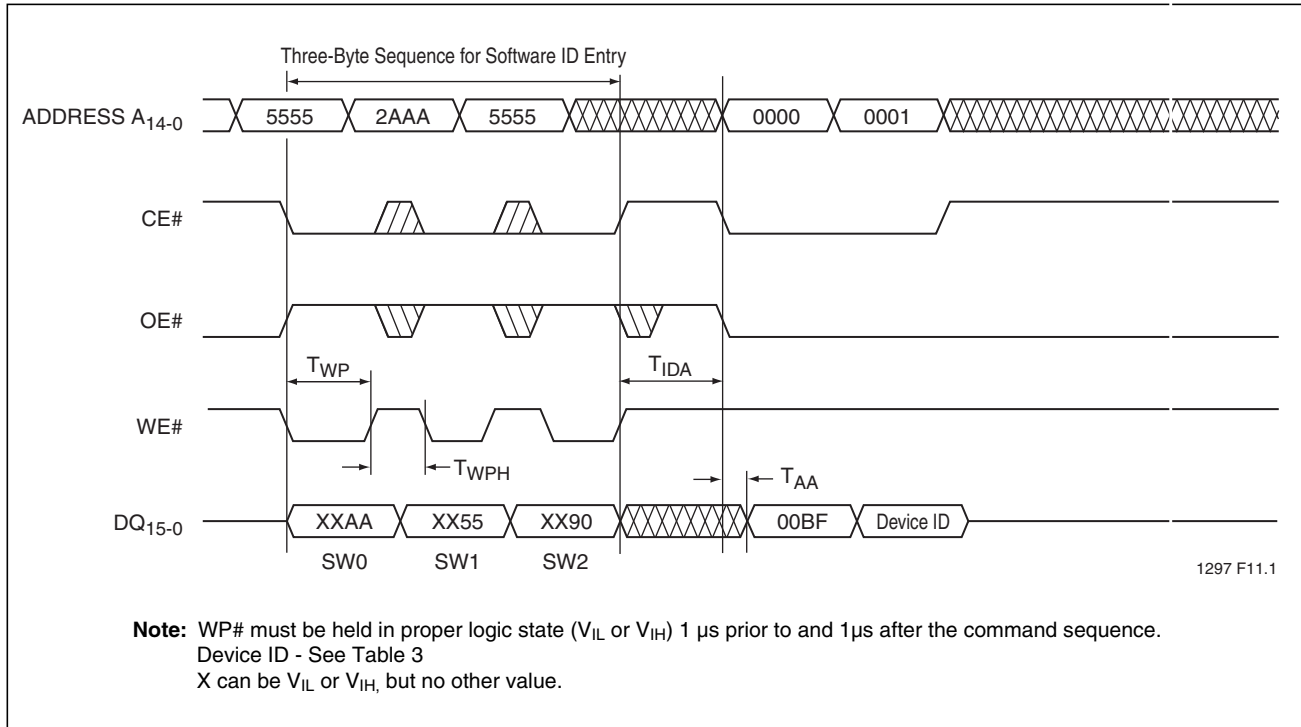 Three-Byte Sequence for Software ID Entry
ADDRESS A14-0 5555 2AAA 5555 0000 0001
CE#
OE#
TWP TIDA
WE#
TWPH TAA
DQ15-0 XXAA XX55 XX90 00BF Device ID
SW0 SW1 SW2
1297 F11.1
Note: WP# must be held in proper logic state (VIL or VIH) 1 µs prior to and 1µs after the command sequence.
Device ID - See Table 3
X can be VIL or VIH, but no other value.